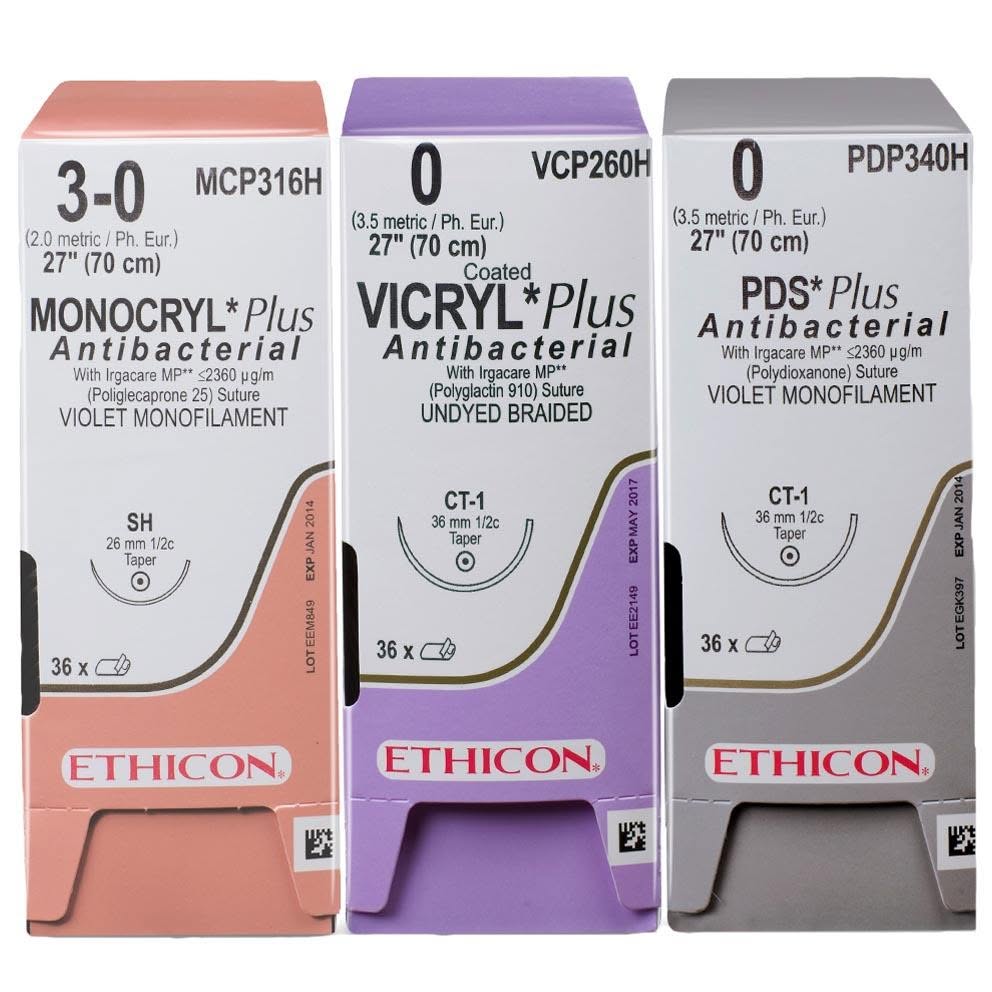 3-0 MCP316H
(2.0 metric / Ph. Eur.)
27" (70 cm)
MONOCRYL* Plus
Antibacterial
With Irgacare MP** ≤2360 µg/m
(Poliglecaprone 25) Suture
VIOLET MONOFILAMENT
SH
26 mm 1/2c
Taper
36 x
LOT EEM849 EXP JAN 2014
ETHICON*
0 VCP260H
(3.5 metric / Ph. Eur.)
27" (70 cm)
Coated
VICRYL* Plus
Antibacterial
With Irgacare MP**
(Polyglactin 910) Suture
UNDYED BRAIDED
CT-1
36 mm 1/2c
Taper
36 x
LOT EE2149 EXP MAY 2017
ETHICON*
0 PDP340H
(3.5 metric / Ph. Eur.)
27" (70 cm)
PDS* Plus
Antibacterial
With Irgacare MP** ≤2360 µg/m
(Polydioxanone) Suture
VIOLET MONOFILAMENT
CT-1
36 mm 1/2c
Taper
36 x
LOT EGK397 EXP JAN 2014
ETHICON*